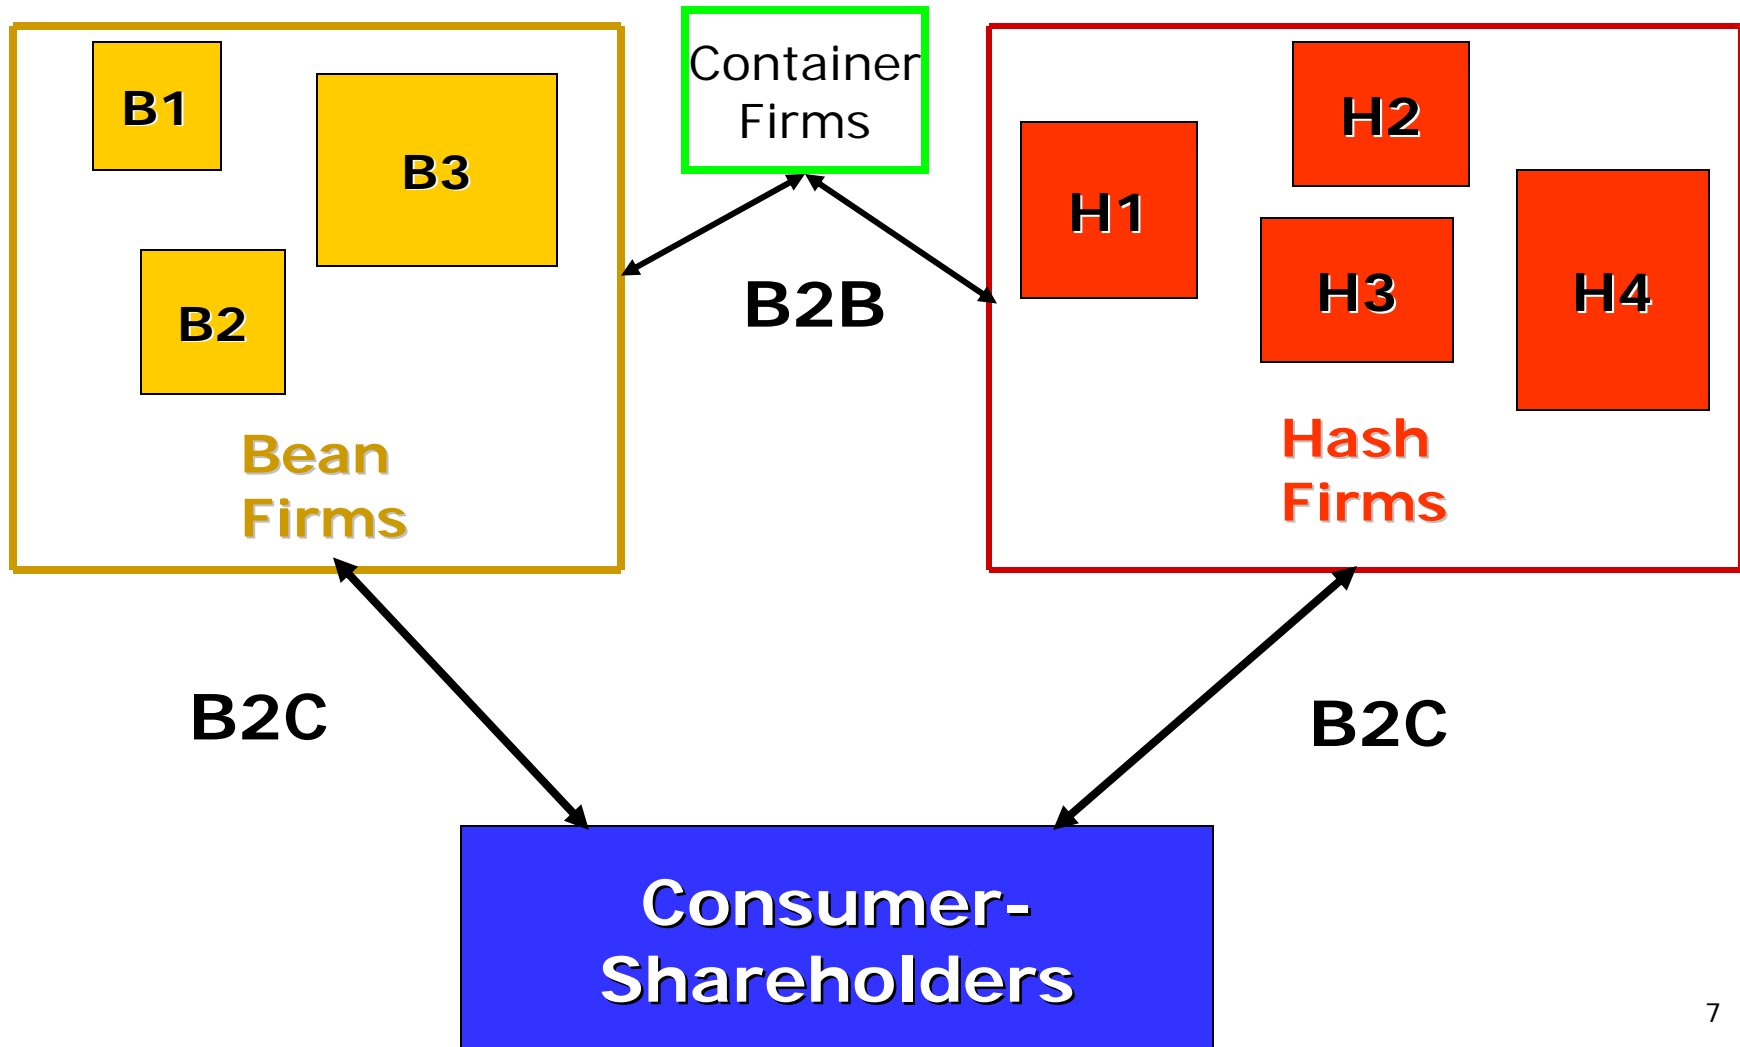 B1
B3
B2
Bean
Firms
Container
Firms
B2B
H2
H1
H3
H4
Hash
Firms
B2C
B2C
Consumer-
Shareholders
7